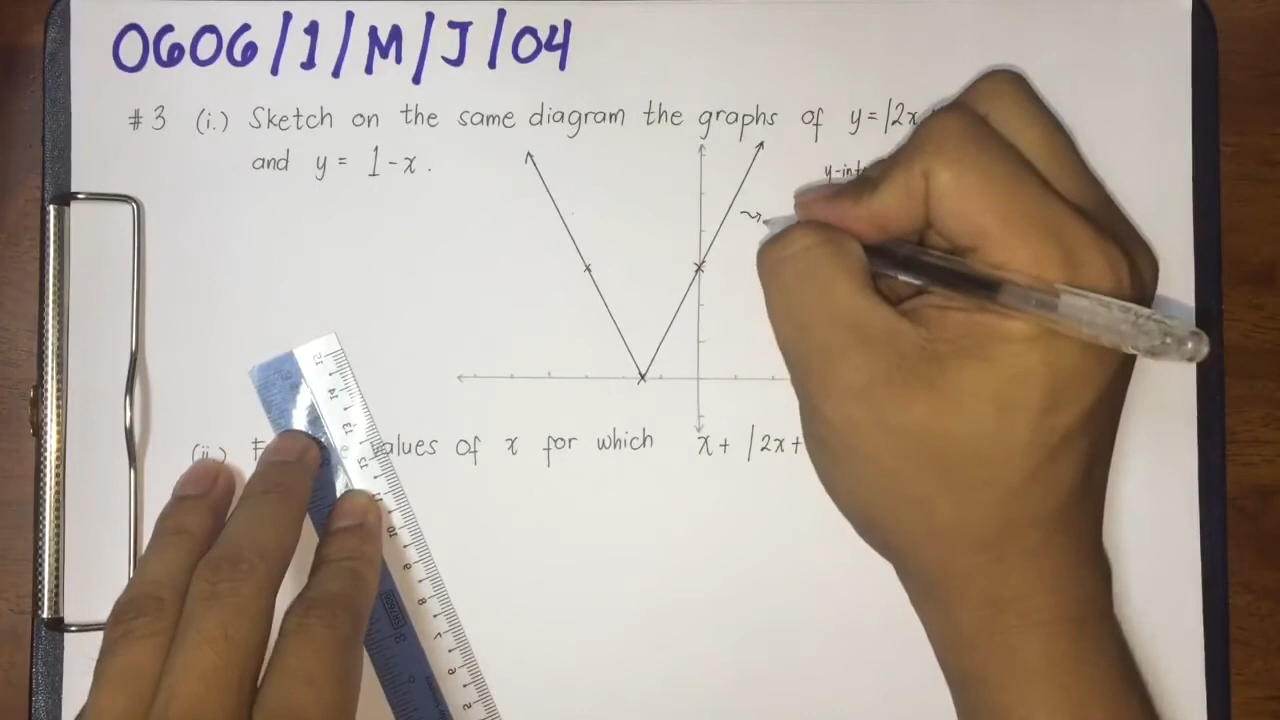 0606/1/M/J/04
#3 (i.) Sketch on the same diagram the graphs of y=|2x
and y = 1-x.
y-int
(ii.) values of x for which x+ |2x+